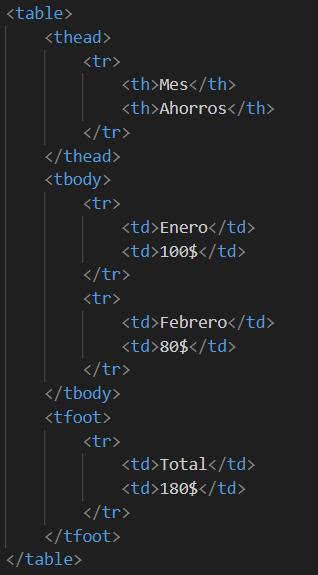 <table>
    <thead>
        <tr>
            <th>Mes</th>
            <th>Ahorros</th>
        </tr>
    </thead>
    <tbody>
        <tr>
            <td>Enero</td>
            <td>100$</td>
        </tr>
        <tr>
            <td>Febrero</td>
            <td>80$</td>
        </tr>
    </tbody>
    <tfoot>
        <tr>
            <td>Total</td>
            <td>180$</td>
        </tr>
    </tfoot>
</table>